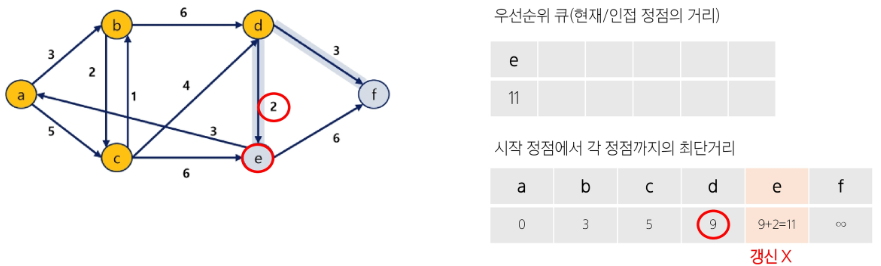 우선순위 큐(현재/인접 정점의 거리)
e
11
시작 정점에서 각 정점까지의 최단거리
a b c d e f
0 3 5 9 9+2=11 ∞
갱신 X
6
b d
3 2 1 4 2 3
a f
5 3 6
c e
6